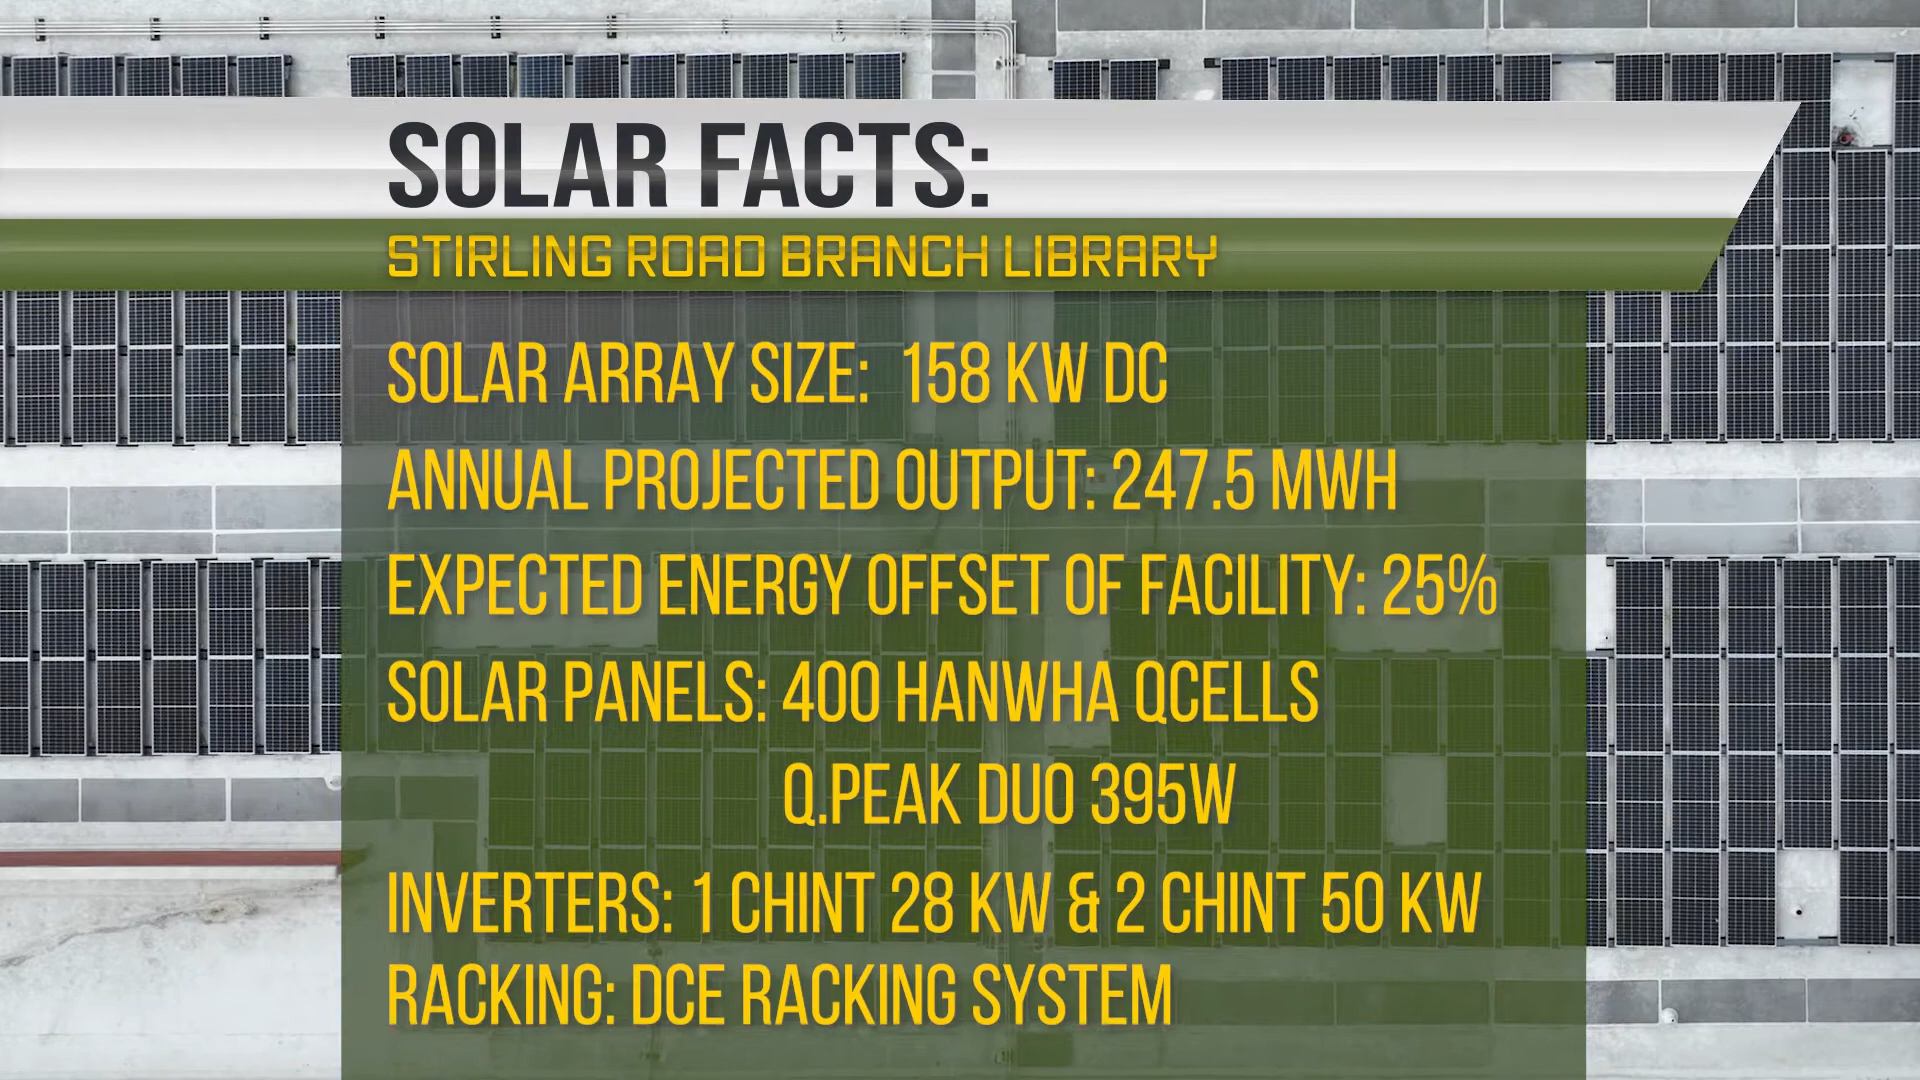 SOLAR FACTS:
STIRLING ROAD BRANCH LIBRARY
SOLAR ARRAY SIZE: 158 KW DC
ANNUAL PROJECTED OUTPUT: 247.5 MWH
EXPECTED ENERGY OFFSET OF FACILITY: 25%
SOLAR PANELS: 400 HANWHA QCELLS
Q.PEAK DUO 395W
INVERTERS: 1 CHINT 28 KW & 2 CHINT 50 KW
RACKING: DCE RACKING SYSTEM